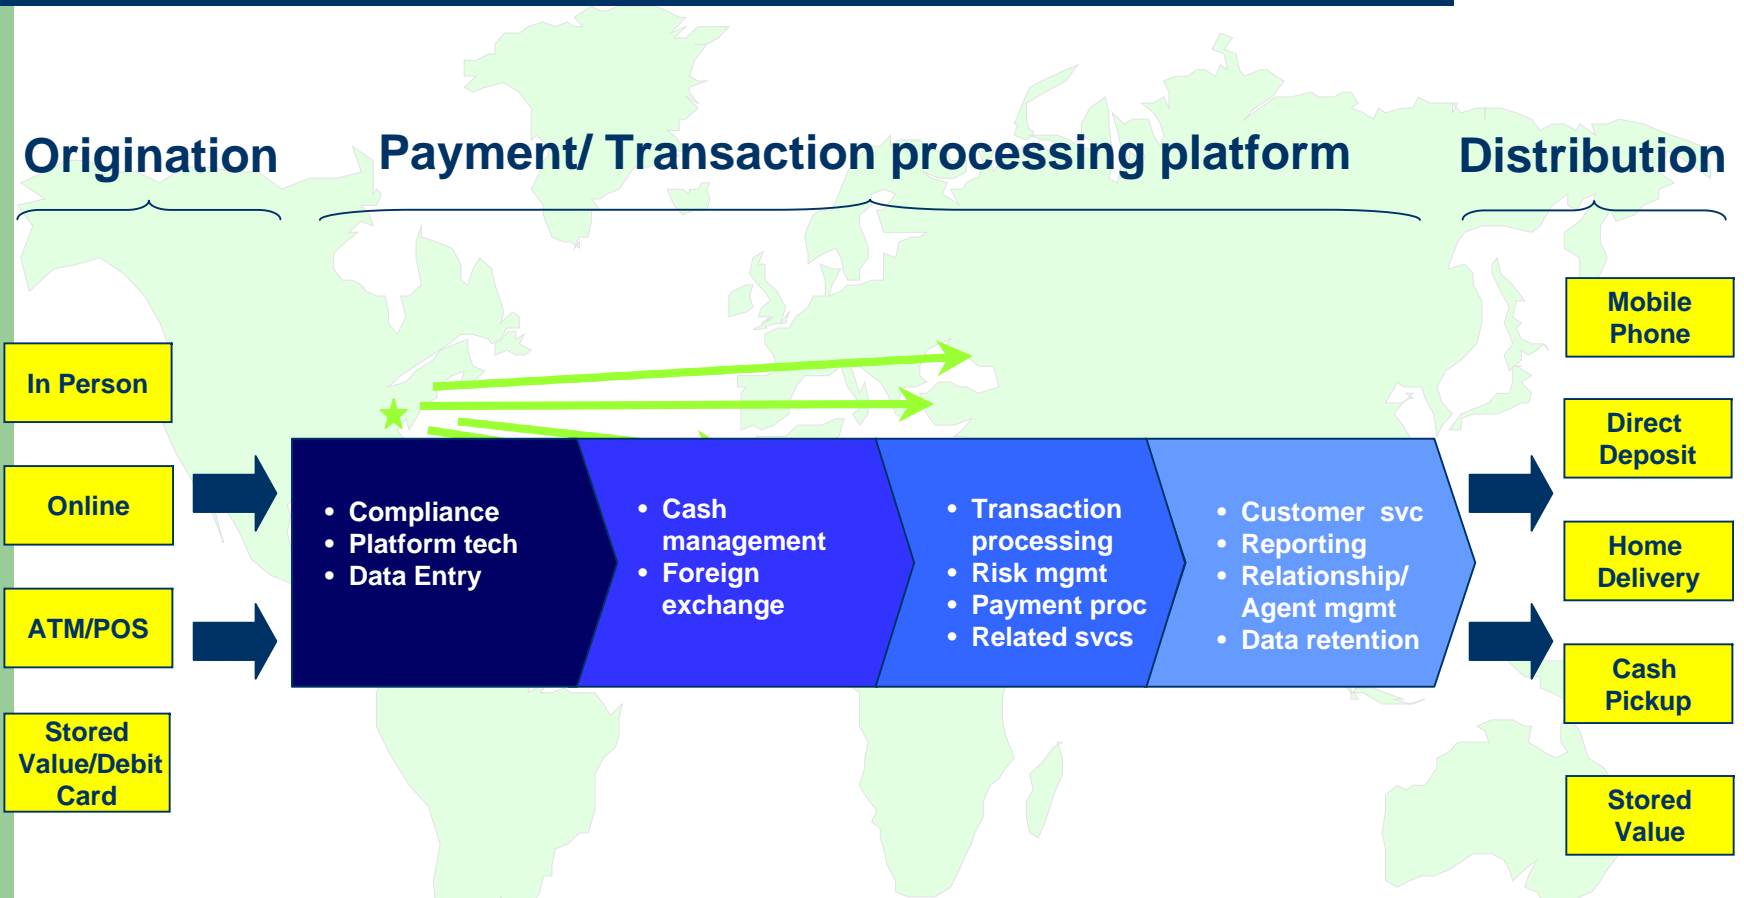 Origination
Payment/ Transaction processing platform
Distribution
In Person
Online
ATM/POS
Stored
Value/Debit
Card
• Compliance
• Platform tech
• Data Entry
• Cash
management
• Foreign
exchange
• Transaction
processing
• Risk mgmt
• Payment proc
• Related svcs
• Customer svc
• Reporting
• Relationship/
Agent mgmt
• Data retention
Mobile
Phone
Direct
Deposit
Home
Delivery
Cash
Pickup
Stored
Value